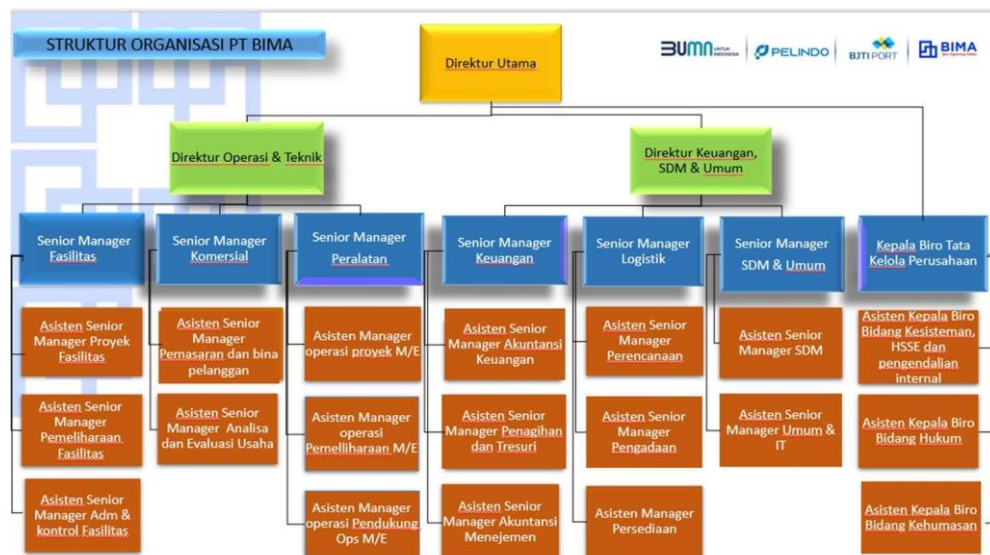 STRUKTUR ORGANISASI PT BIMA
BUMN UNTUK
INDONESIA
PELINDO
BJTI PORT
BIMA
Direktur Utama
Direktur Operasi & Teknik
Direktur Keuangan,
SDM & Umum
Senior Manager
Fasilitas
Senior Manager
Komersial
Senior Manager
Peralatan
Senior Manager
Keuangan
Senior Manager
Logistik
Senior Manager
SDM & Umum
Kepala Biro Tata
Kelola Perusahaan
Asisten Senior
Manager Proyek
Fasilitas
Asisten Senior
Manager
Pemasaran dan bina
pelanggan
Asisten Manager
operasi proyek M/E
Asisten Senior
Manager Akuntansi
Keuangan
Asisten Senior
Manager
Perencanaan
Asisten Senior
Manager SDM
Asisten Kepala Biro
Bidang Kesisteman,
HSSE dan
pengendalian
internal
Asisten Senior
Manager
Pemeliharaan
Fasilitas
Asisten Senior
Manager Analisa
dan Evaluasi Usaha
Asisten Manager
operasi
Pemelliharaan M/E
Asisten Senior
Manager Penagihan
dan Tresuri
Asisten Senior
Manager
Pengadaan
Asisten Senior
Manager Umum &
IT
Asisten Kepala Biro
Bidang Hukum
Asisten Senior
Manager Adm &
kontrol Fasilitas
Asisten Manager
operasi Pendukung
Ops M/E
Asisten Senior
Manager Akuntansi
Menejemen
Asisten Manager
Persediaan
Asisten Kepala Biro
Bidang Kehumasan